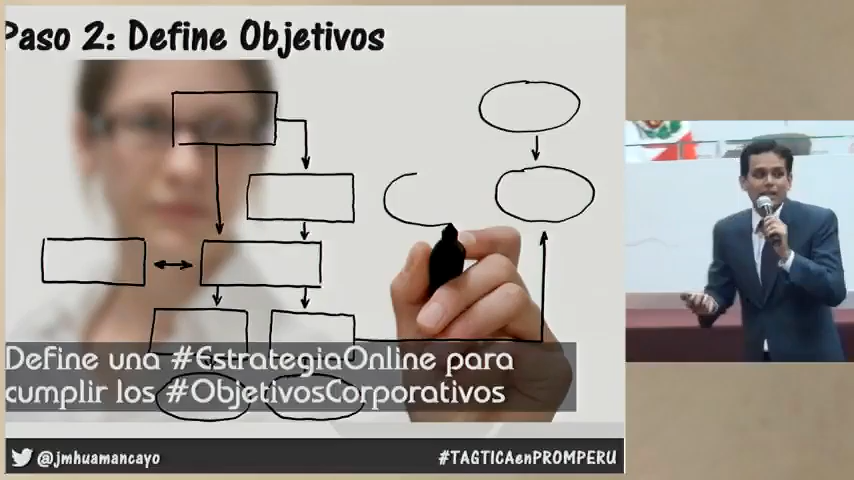 Paso 2: Define Objetivos
Define una #EstrategiaOnline para
cumplir los #ObjetivosCorporativos
@jmhuamancayo
#TAGTICAenPROMPERU